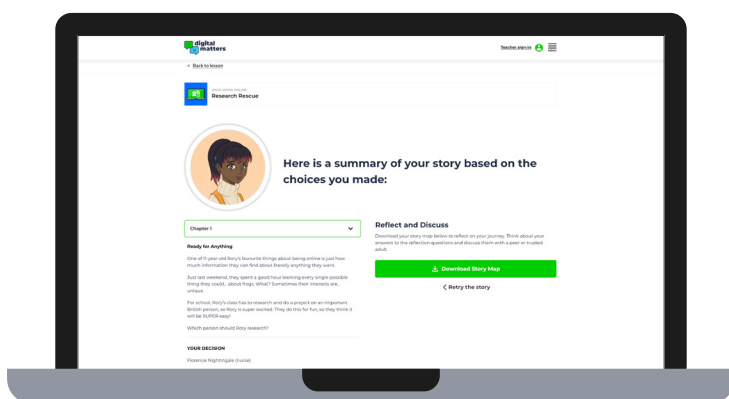 digital
matters
Teacher sign-in
< Back to lesson
Research Rescue
Here is a summary of your story based on the
choices you made:
Chapter 1
Ready for Anything
One of 11-year-old Rory's favourite things about being online is just how
much information they can find about literally anything they want.
Just last weekend, they spent a good hour learning every single possible
thing they could... about frogs. What? Sometimes their interests are...
unique.
For school, Rory's class has to research and do a project on an important
British person, so Rory is super excited. They do this for fun, so they think it
will be SUPER-easy!
Which person should Rory research?
YOUR DECISION
Florence Nightingale (nurse)
Reflect and Discuss
Download your story map below to reflect on your journey. Think about your
answers to the reflection questions and discuss them with a peer or trusted
adult.
Download Story Map
< Retry the story